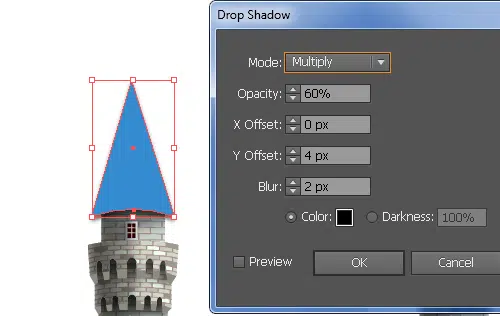 Drop Shadow
Mode: Multiply
Opacity: 60%
X Offset: 0 px
Y Offset: 4 px
Blur: 2 px
Color: Darkness: 100%
Preview OK Cancel